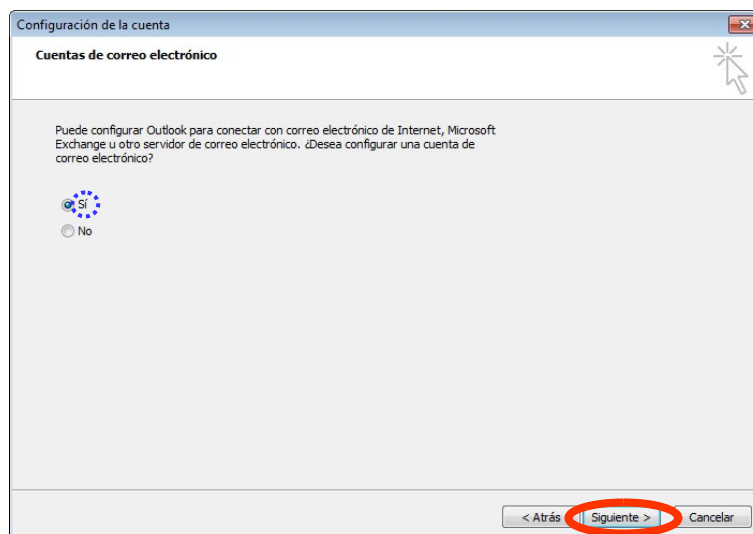 Configuración de la cuenta
Cuentas de correo electrónico
Puede configurar Outlook para conectar con correo electrónico de Internet, Microsoft
Exchange u otro servidor de correo electrónico. ¿Desea configurar una cuenta de
correo electrónico?
Sí
No
< Atrás
Siguiente >
Cancelar